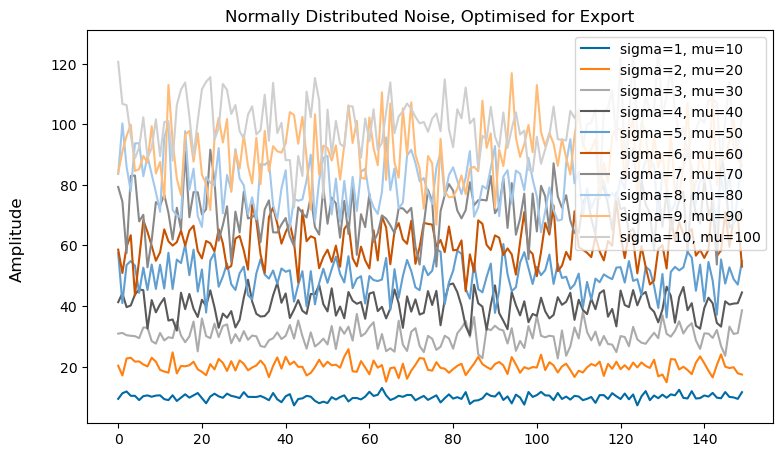 Normally Distributed Noise, Optimised for Export
Amplitude
120
100
80
60
40
20
0
20
40
60
80
100
120
140
sigma=1, mu=10
sigma=2, mu=20
sigma=3, mu=30
sigma=4, mu=40
sigma=5, mu=50
sigma=6, mu=60
sigma=7, mu=70
sigma=8, mu=80
sigma=9, mu=90
sigma=10, mu=100